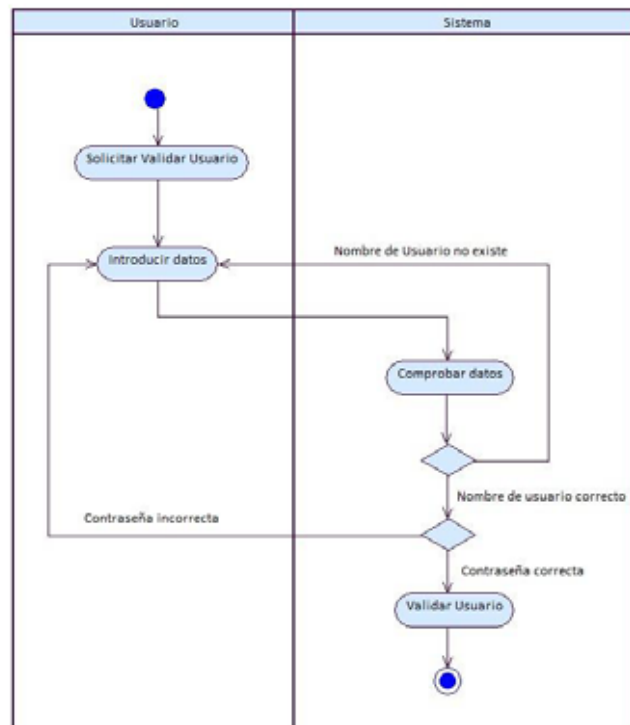 Usuario
Sistema
Solicitar Validar Usuario
Introducir datos
Nombre de Usuario no existe
Comprobar datos
Nombre de usuario correcto
Contraseña incorrecta
Contraseña correcta
Validar Usuario